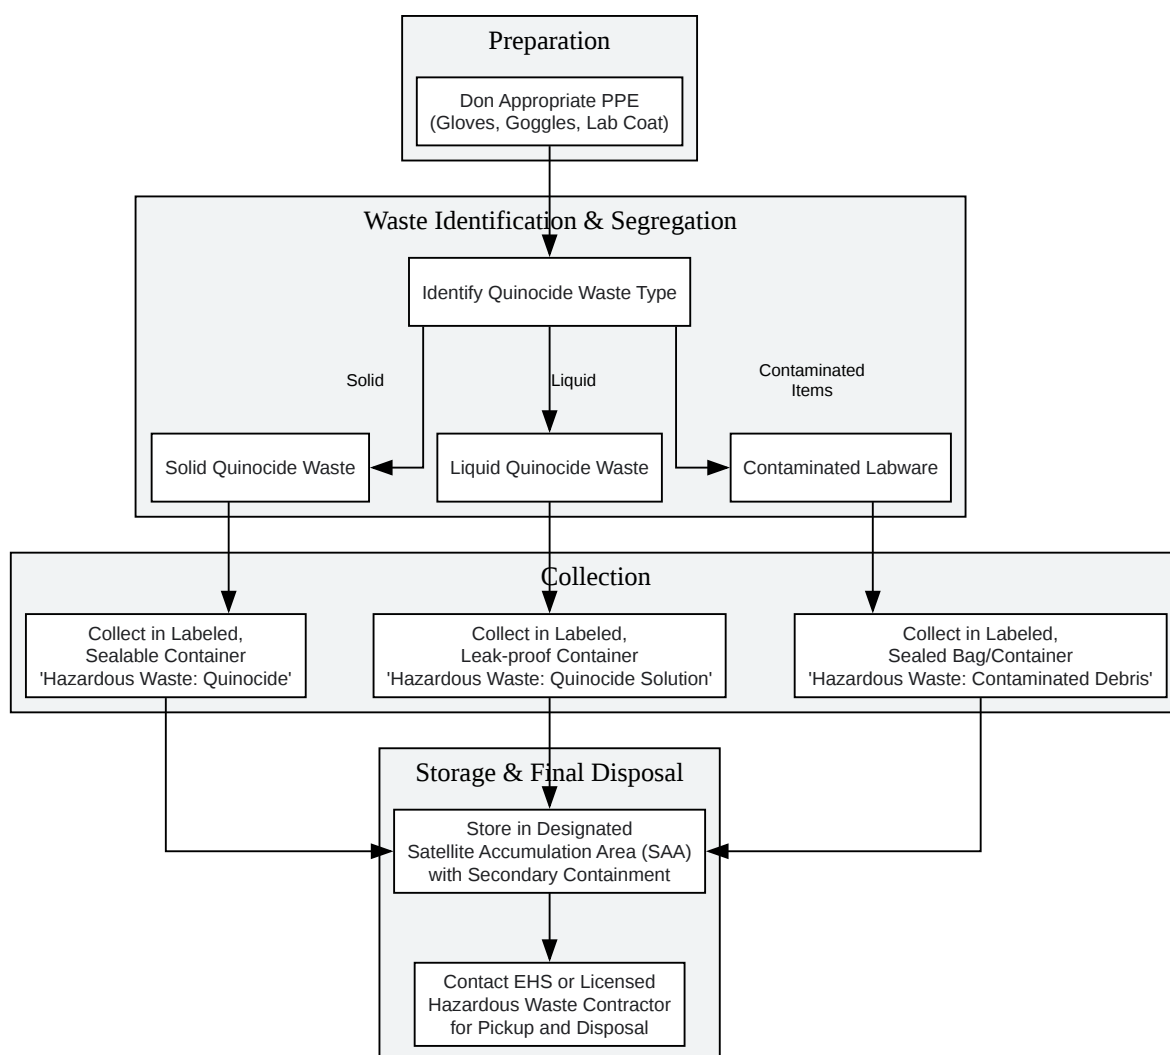 Preparation
Don Appropriate PPE
(Gloves, Goggles, Lab Coat)
Waste Identification & Segregation
Identify Quinocide Waste Type
Solid
Liquid
Contaminated
Items
Solid Quinocide Waste
Liquid Quinocide Waste
Contaminated Labware
Collection
Collect in Labeled,
Sealable Container
'Hazardous Waste: Quinocide'
Collect in Labeled,
Leak-proof Container
'Hazardous Waste: Quinocide Solution'
Collect in Labeled,
Sealed Bag/Container
'Hazardous Waste: Contaminated Debris'
Storage & Final Disposal
Store in Designated
Satellite Accumulation Area (SAA)
with Secondary Containment
Contact EHS or Licensed
Hazardous Waste Contractor
for Pickup and Disposal